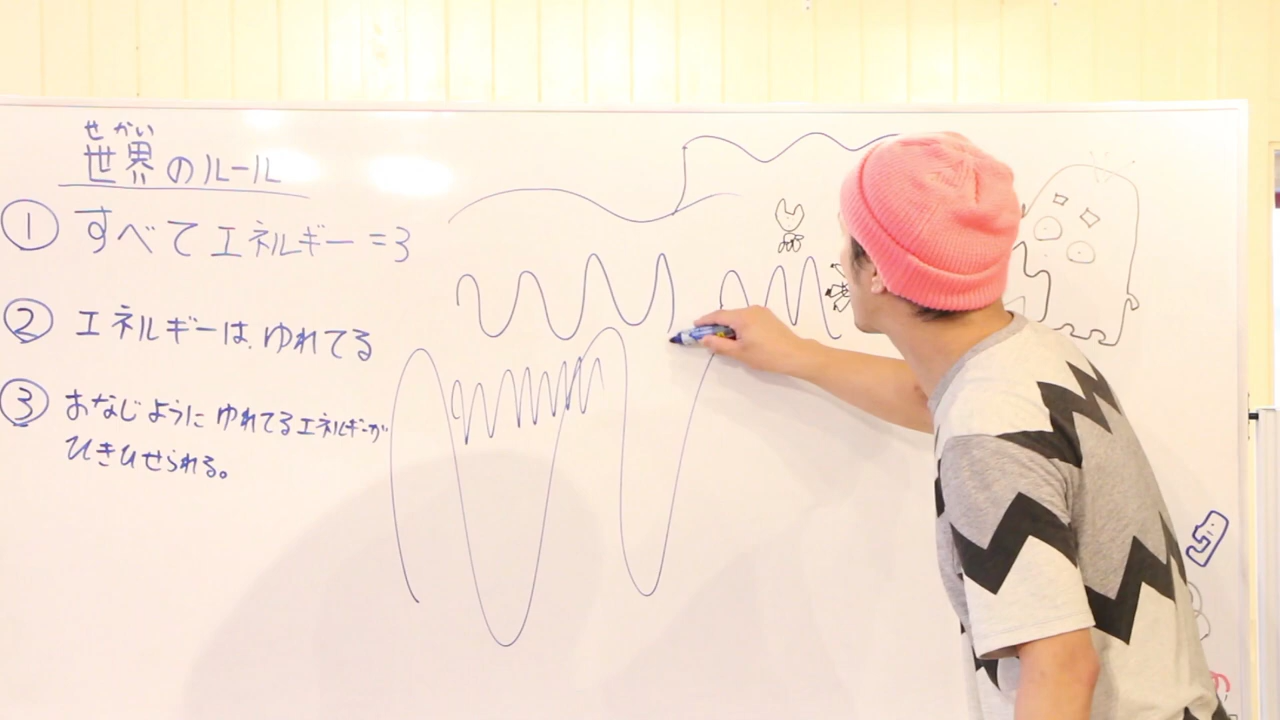 せかい
世界のルール
① すべてエネルギー=3
② エネルギーは、ゆれてる
③ おなじようにゆれてるエネルギーが
ひきひせられる。